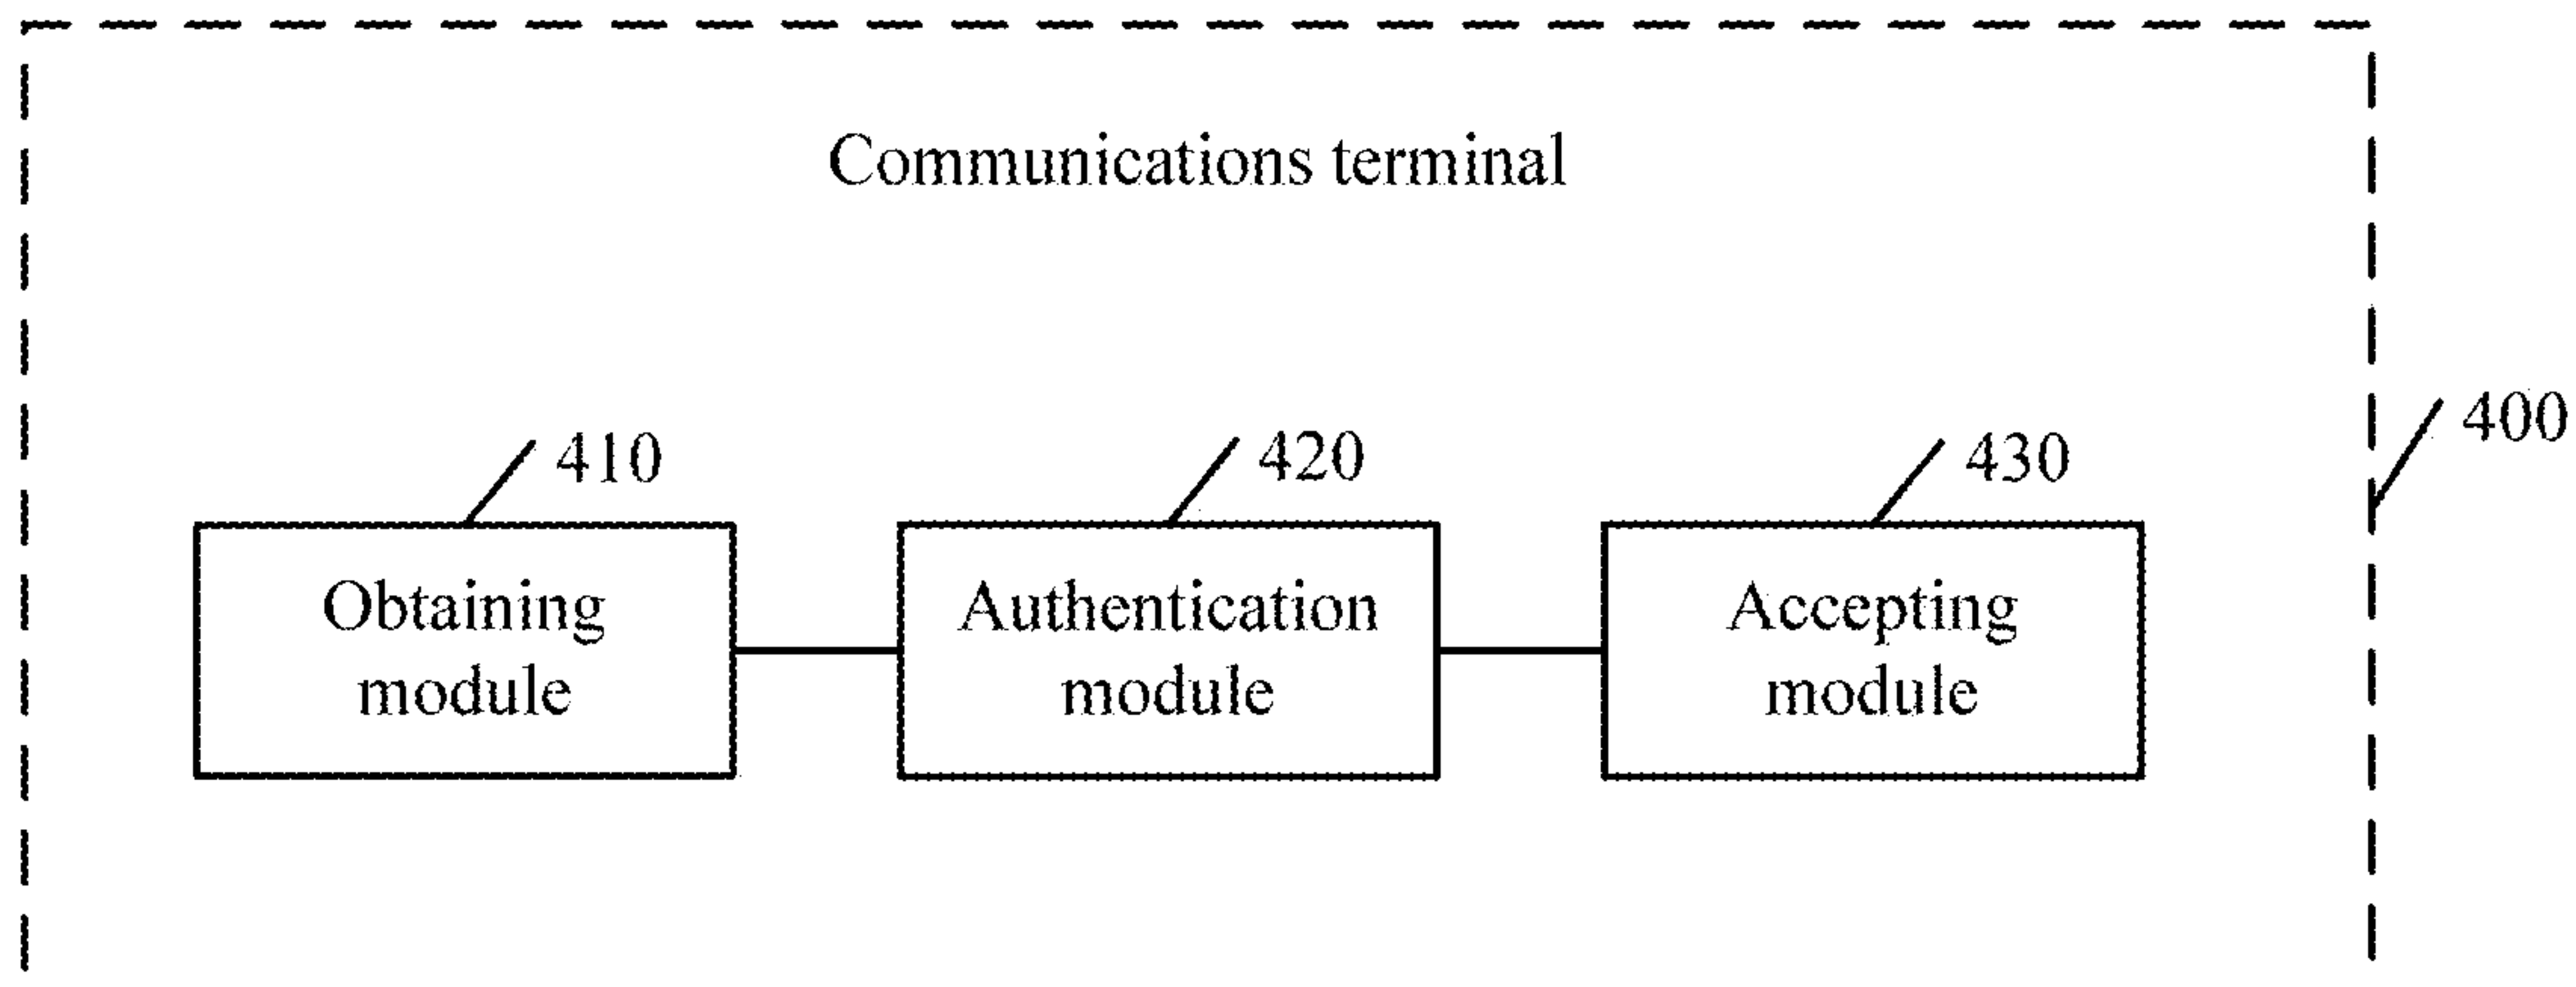 Communications terminal
400
410
420
430
Obtaining
module
Authentication
module
Accepting
module